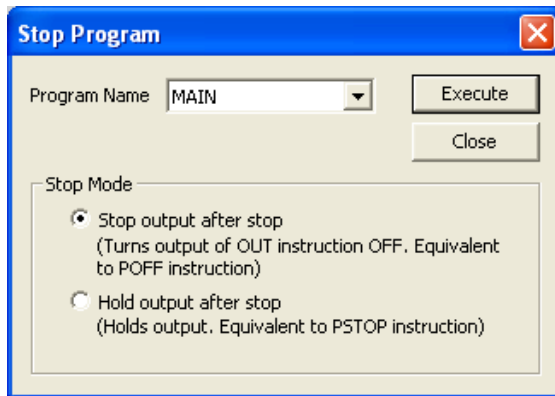 Stop Program
Program Name MAIN Execute
Close
Stop Mode
Stop output after stop
(Turns output of OUT instruction OFF. Equivalent
to POFF instruction)
Hold output after stop
(Holds output. Equivalent to PSTOP instruction)